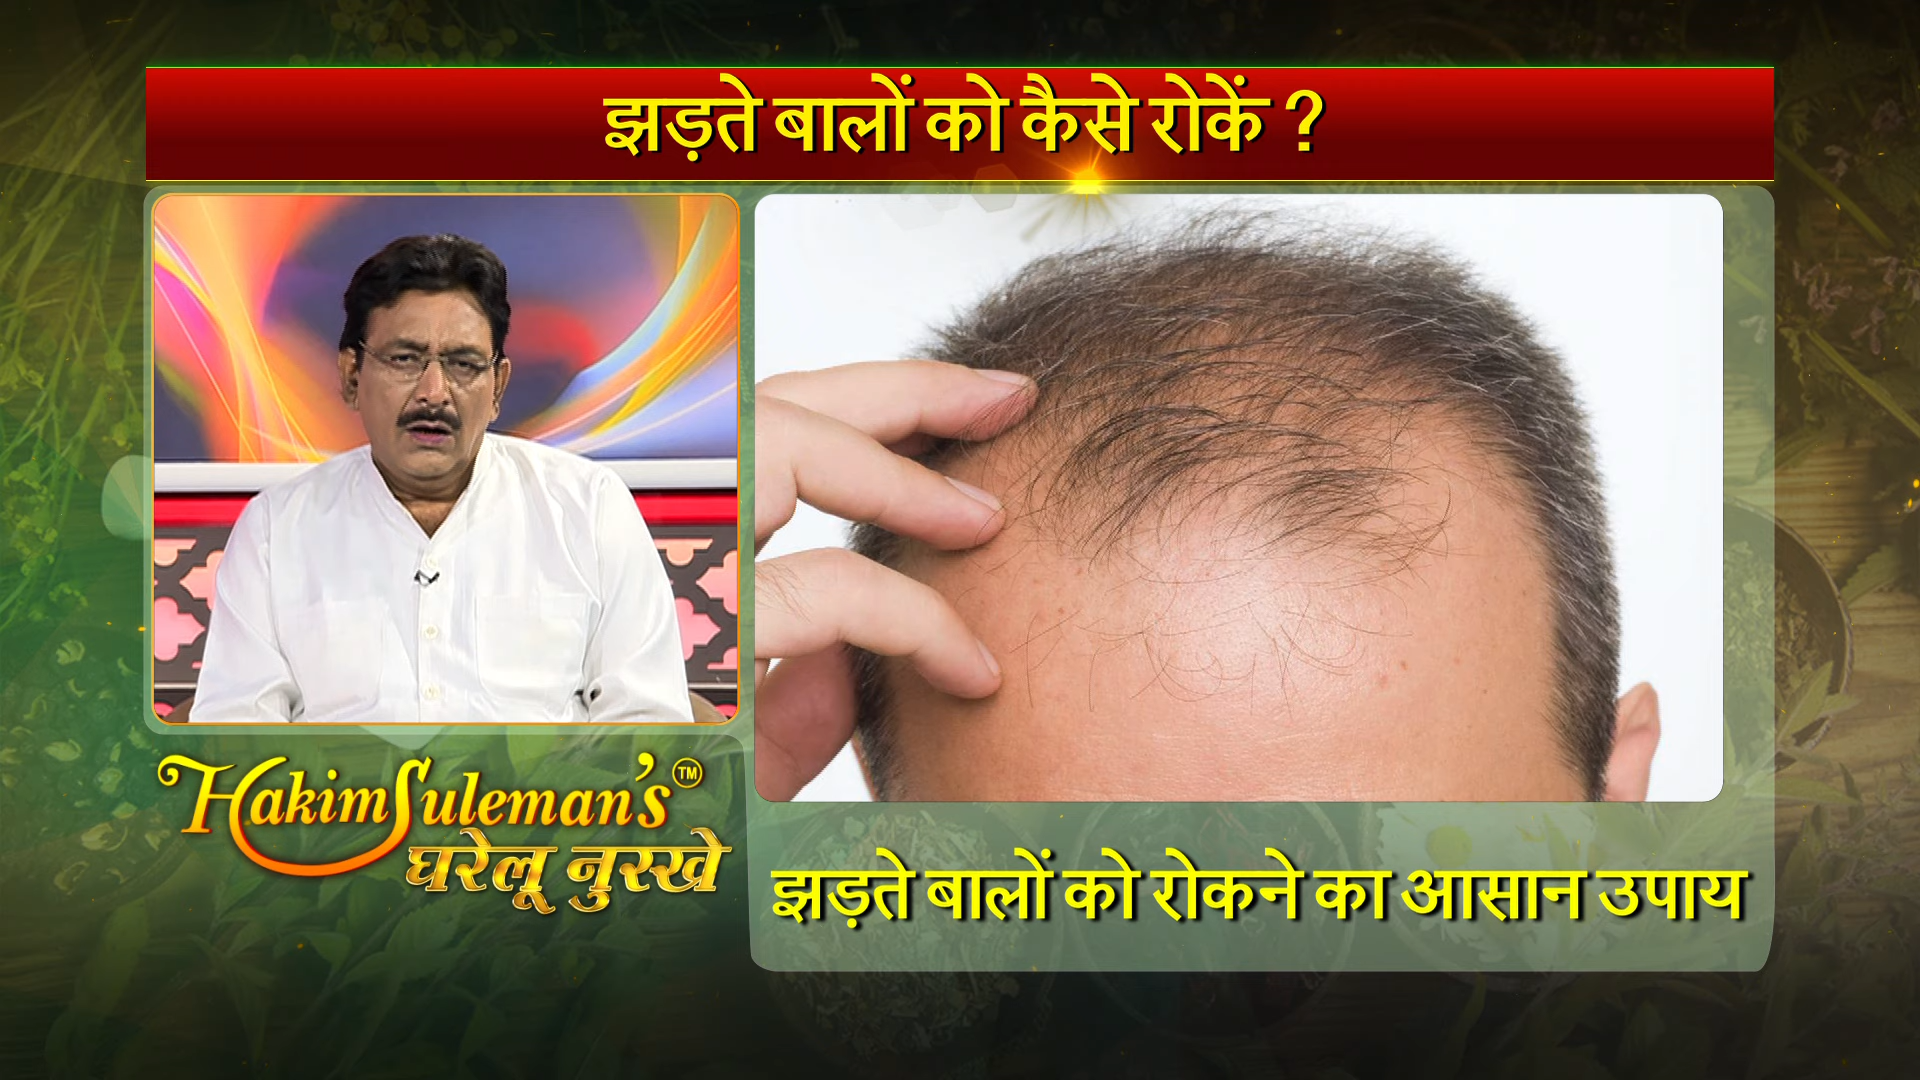 झड़ते बालों को कैसे रोकें ?
Hakim Suleman's™
घरेलू नुस्खे
झड़ते बालों को रोकने का आसान उपाय